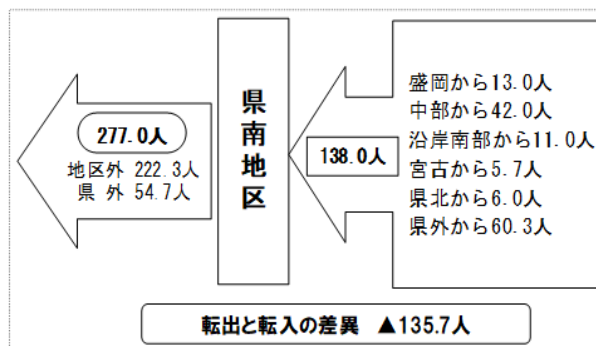 277.0人
地区外 222.3人
県 外 54.7人
県南地区
138.0人
盛岡から13.0人
中部から42.0人
沿岸南部から11.0人
宮古から5.7人
県北から6.0人
県外から60.3人
転出と転入の差異 ▲135.7人